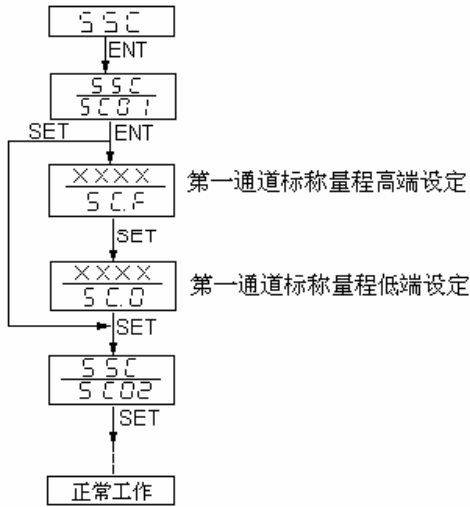 SSC
ENT
SSC
SC01
SET
ENT
XXXX
SC.F
第一通道标称量程高端设定
SET
XXXX
SC.0
第一通道标称量程低端设定
SET
SSC
SC02
SET
正常工作